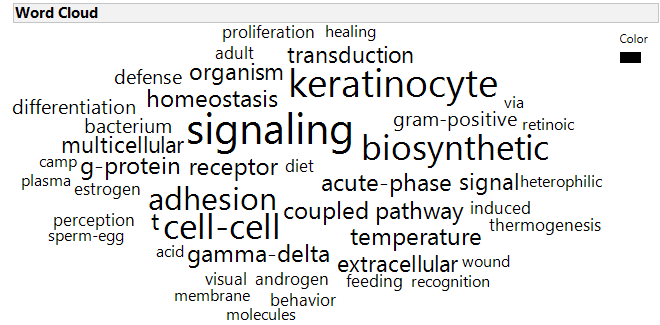 Word Cloud
Color
proliferation healing
adult transduction
defense organism keratinocyte
differentiation homeostasis via
bacterium signaling gram-positive retinoic
multicellular biosynthetic
camp g-protein receptor diet
plasma estrogen acute-phase signal heterophilic
adhesion
perception t cell-cell coupled pathway induced
sperm-egg temperature thermogenesis
acid gamma-delta extracellular wound
visual androgen feeding recognition
membrane behavior
molecules